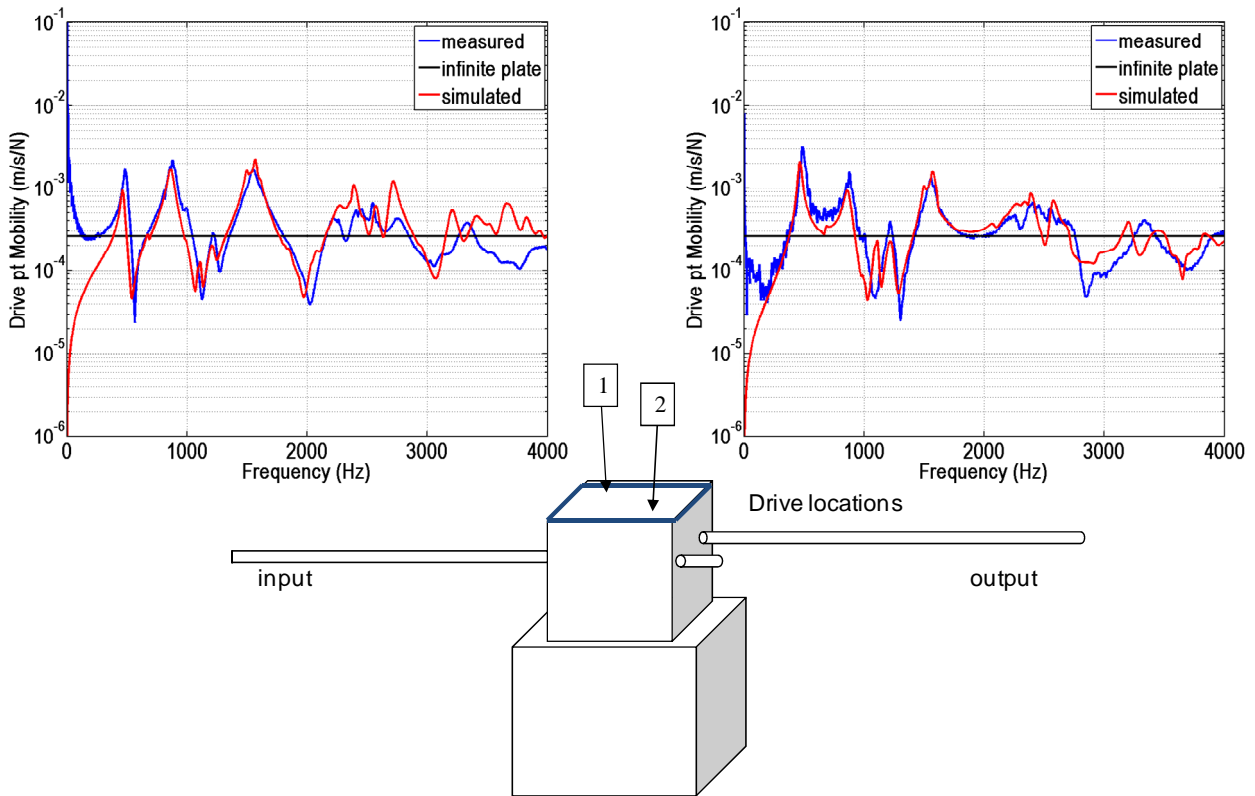 10^-1
10^-2
10^-3
10^-4
10^-5
10^-6
Drive pt Mobility (m/s/N)
measured
infinite plate
simulated
0 1000 2000 3000 4000
Frequency (Hz)
10^-1
10^-2
10^-3
10^-4
10^-5
10^-6
Drive pt Mobility (m/s/N)
measured
infinite plate
simulated
0 1000 2000 3000 4000
Frequency (Hz)
1
2
Drive locations
input
output